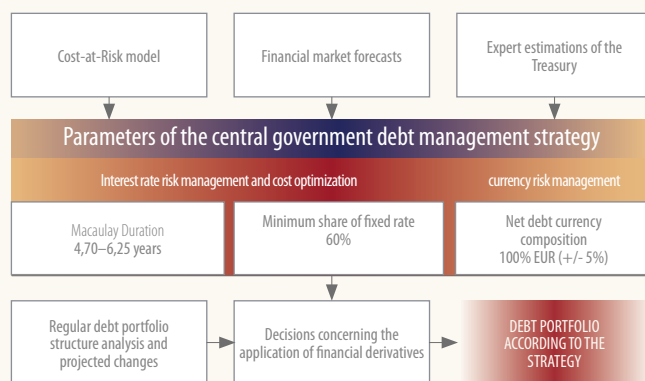 Cost-at-Risk model
Financial market forecasts
Expert estimations of the
Treasury
Parameters of the central government debt management strategy
Interest rate risk management and cost optimization
currency risk management
Macaulay Duration
4,70–6,25 years
Minimum share of fixed rate
60%
Net debt currency
composition
100% EUR (+/- 5%)
Regular debt portfolio
structure analysis and
projected changes
Decisions concerning the
application of financial derivatives
DEBT PORTFOLIO
ACCORDING TO THE
STRATEGY